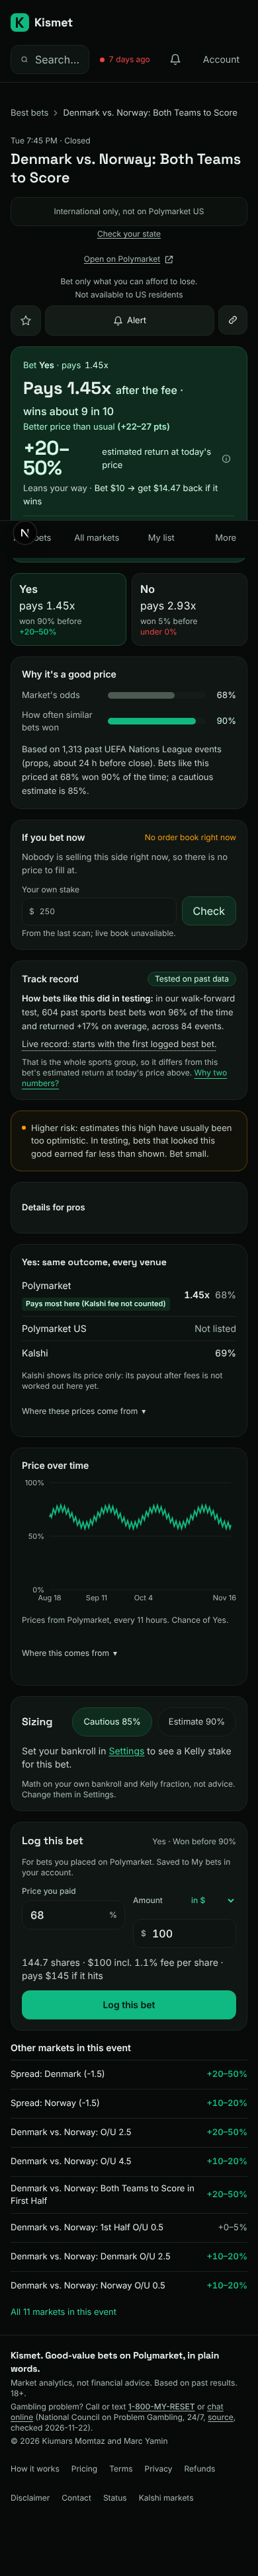 Kismet
Search...
7 days ago
Account
Best bets > Denmark vs. Norway: Both Teams to Score
Tue 7:45 PM · Closed
Denmark vs. Norway: Both Teams
to Score
International only, not on Polymarket US
Check your state
Open on Polymarket
Bet only what you can afford to lose.
Not available to US residents
Alert
Bet Yes · pays 1.45x
Pays 1.45x after the fee ·
wins about 9 in 10
Better price than usual (+22–27 pts)
+20–
50%
estimated return at today's
price
Leans your way · Bet $10 → get $14.47 back if it
wins
N
ets
All markets
My list
More
Yes
pays 1.45x
won 90% before
+20–50%
No
pays 2.93x
won 5% before
under 0%
Why it's a good price
Market's odds
68%
How often similar
bets won
90%
Based on 1,313 past UEFA Nations League events
(props, about 24 h before close). Bets like this
priced at 68% won 90% of the time; a cautious
estimate is 85%.
If you bet now
No order book right now
Nobody is selling this side right now, so there is no
price to fill at.
Your own stake
$ 250
Check
From the last scan; live book unavailable.
Track record
Tested on past data
How bets like this did in testing: in our walk-forward
test, 604 past sports best bets won 96% of the time
and returned +17% on average, across 84 events.
Live record: starts with the first logged best bet.
That is the whole sports group, so it differs from this
bet's estimated return at today's price above. Why two
numbers?
Higher risk: estimates this high have usually been
too optimistic. In testing, bets that looked this
good earned far less than shown. Bet small.
Details for pros
Yes: same outcome, every venue
Polymarket
Pays most here (Kalshi fee not counted)
1.45x 68%
Polymarket US
Not listed
Kalshi
69%
Kalshi shows its price only: its payout after fees is not
worked out here yet.
Where these prices come from ▾
Price over time
100%
50%
0%
Aug 18
Sep 11
Oct 4
Nov 16
Prices from Polymarket, every 11 hours. Chance of Yes.
Where this comes from ▾
Sizing
Cautious 85%
Estimate 90%
Set your bankroll in Settings to see a Kelly stake
for this bet.
Math on your own bankroll and Kelly fraction, not advice.
Change them in Settings.
Log this bet
Yes · Won before 90%
For bets you placed on Polymarket. Saved to My bets in
your account.
Price you paid
68 %
Amount
in $
$ 100
144.7 shares · $100 incl. 1.1% fee per share ·
pays $145 if it hits
Log this bet
Other markets in this event
Spread: Denmark (-1.5)
+20–50%
Spread: Norway (-1.5)
+10–20%
Denmark vs. Norway: O/U 2.5
+20–50%
Denmark vs. Norway: O/U 4.5
+10–20%
Denmark vs. Norway: Both Teams to Score in
First Half
+20–50%
Denmark vs. Norway: 1st Half O/U 0.5
+0–5%
Denmark vs. Norway: Denmark O/U 2.5
+10–20%
Denmark vs. Norway: Norway O/U 0.5
+10–20%
All 11 markets in this event
Kismet. Good-value bets on Polymarket, in plain
words.
Market analytics, not financial advice. Based on past results.
18+.
Gambling problem? Call or text 1-800-MY-RESET or chat
online (National Council on Problem Gambling, 24/7, source,
checked 2026-11-22).
© 2026 Kiumars Momtaz and Marc Yamin
How it works
Pricing
Terms
Privacy
Refunds
Disclaimer
Contact
Status
Kalshi markets